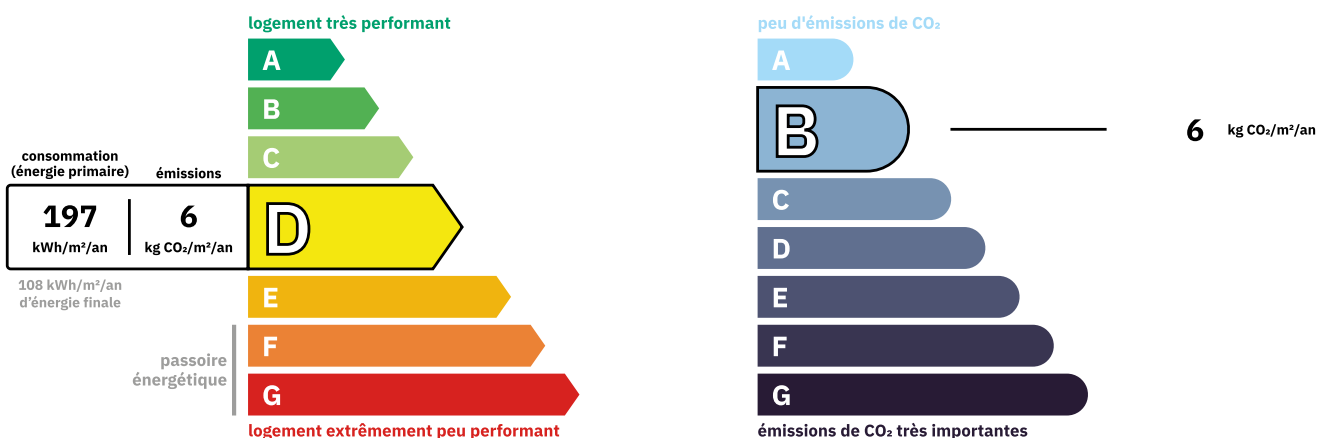 logement très performant
A
B
C
consommation
(énergie primaire)
émissions
197
kWh/m²/an
6
kg CO₂/m²/an
D
108 kWh/m²/an
d'énergie finale
E
passoire
énergétique
F
G
logement extrêmement peu performant
peu d'émissions de CO₂
A
B
6 kg CO₂/m²/an
C
D
E
F
G
émissions de CO₂ très importantes